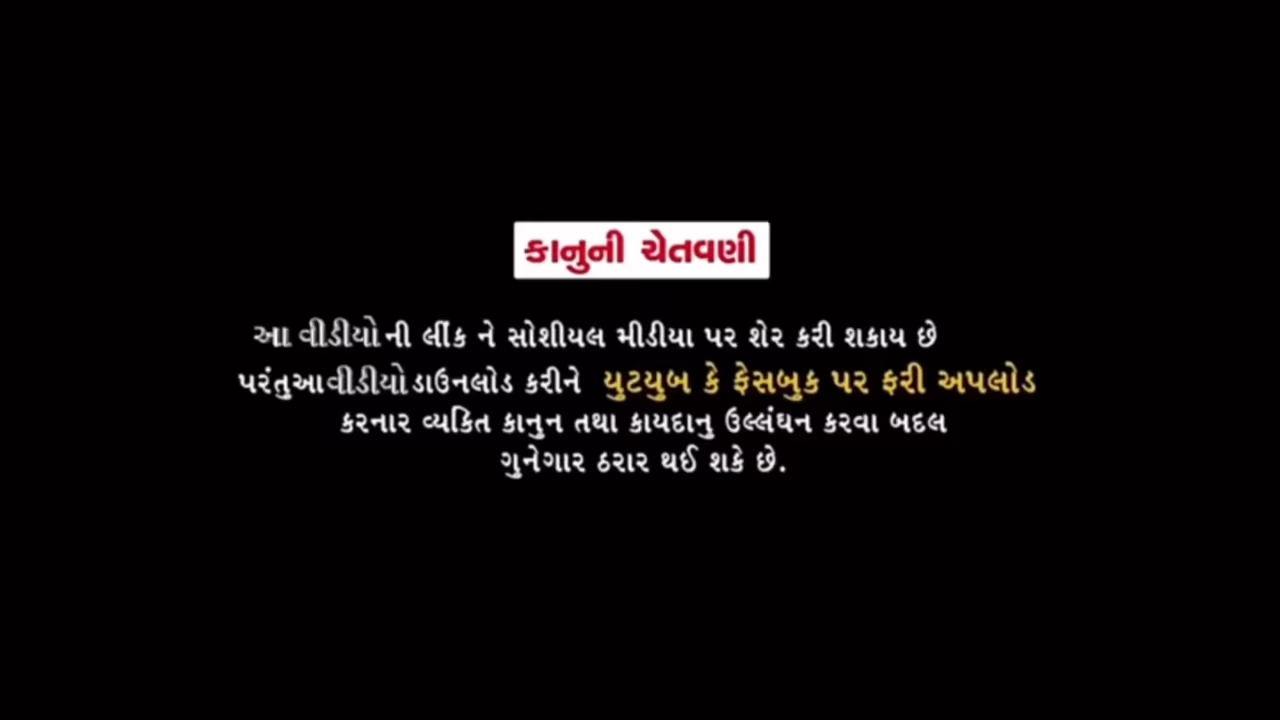 કાનુની ચેતવણી
આ વીડીયો ની લીંક ને સોશીયલ મીડીયા પર શેર કરી શકાય છે
પરંતુઆવીડીયો ડાઉનલોડ કરીને યુટયુબ કે ફેસબુક પર ફરી અપલોડ
કરનાર વ્યકિત કાનુન તથા કાયદાનુ ઉલ્લંઘન કરવા બદલ
ગુનેગાર ઠરાર થઈ શકે છે.